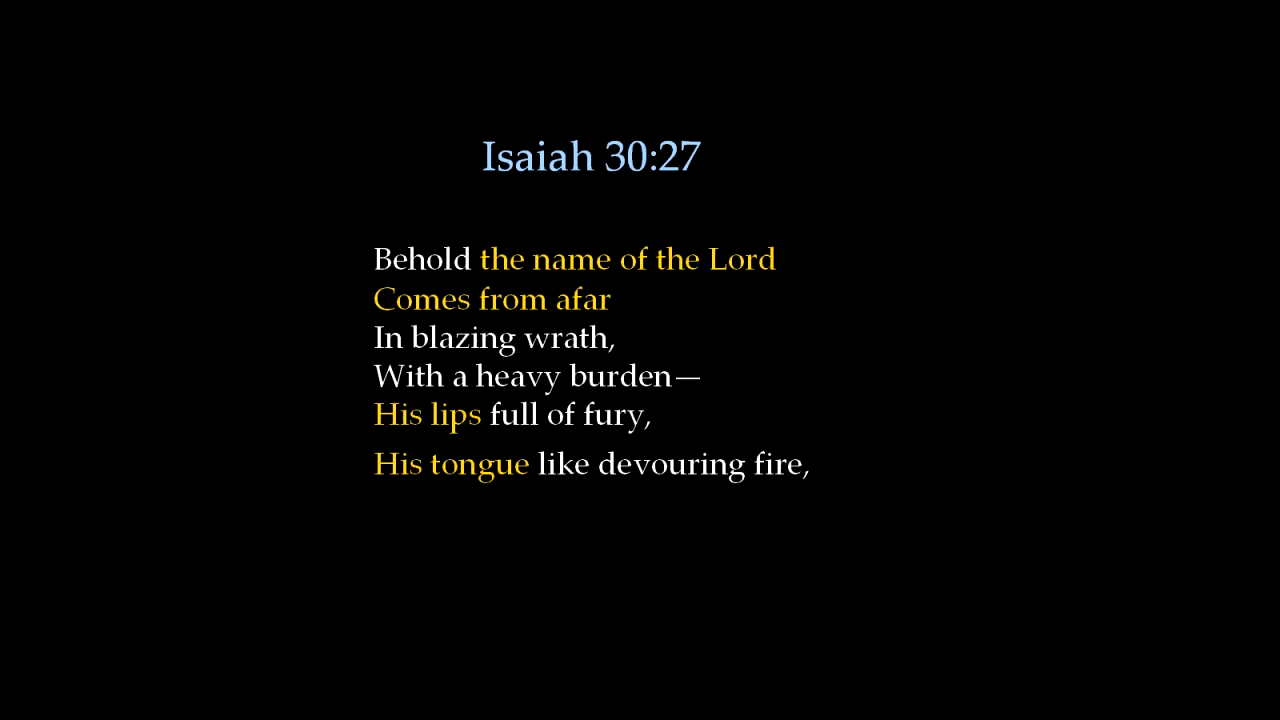 Isaiah 30:27
Behold the name of the Lord
Comes from afar
In blazing wrath,
With a heavy burden—
His lips full of fury,
His tongue like devouring fire,